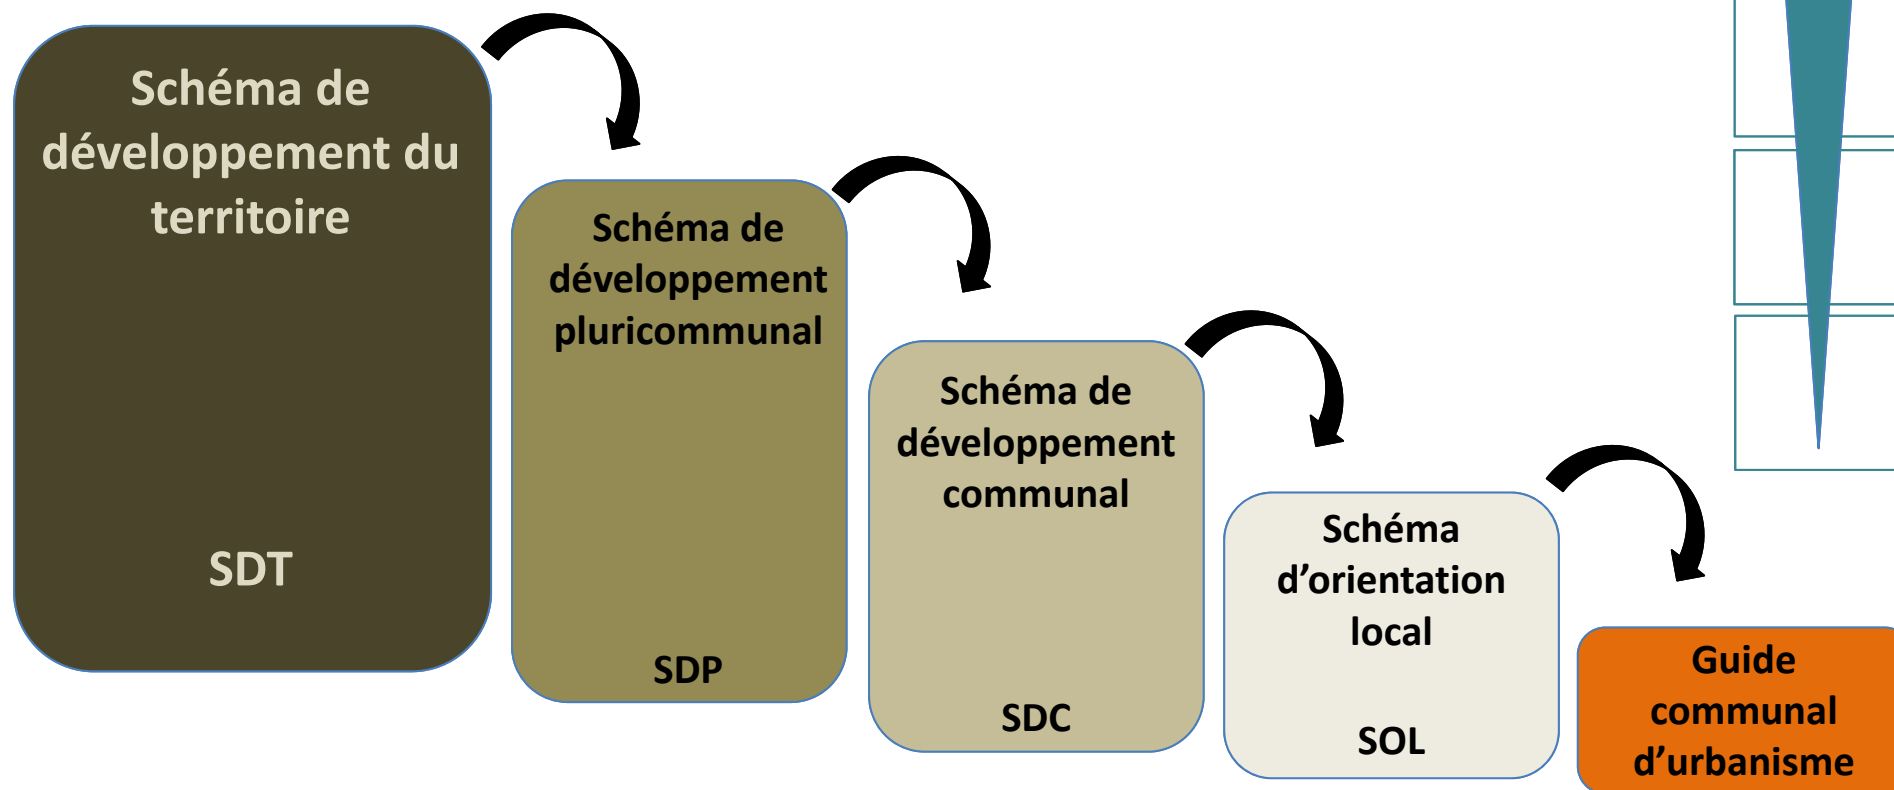 Schéma de
développement du
territoire
SDT
Schéma de
développement
pluricommunal
SDP
Schéma de
développement
communal
SDC
Schéma
d’orientation
local
SOL
Guide
communal
d’urbanisme